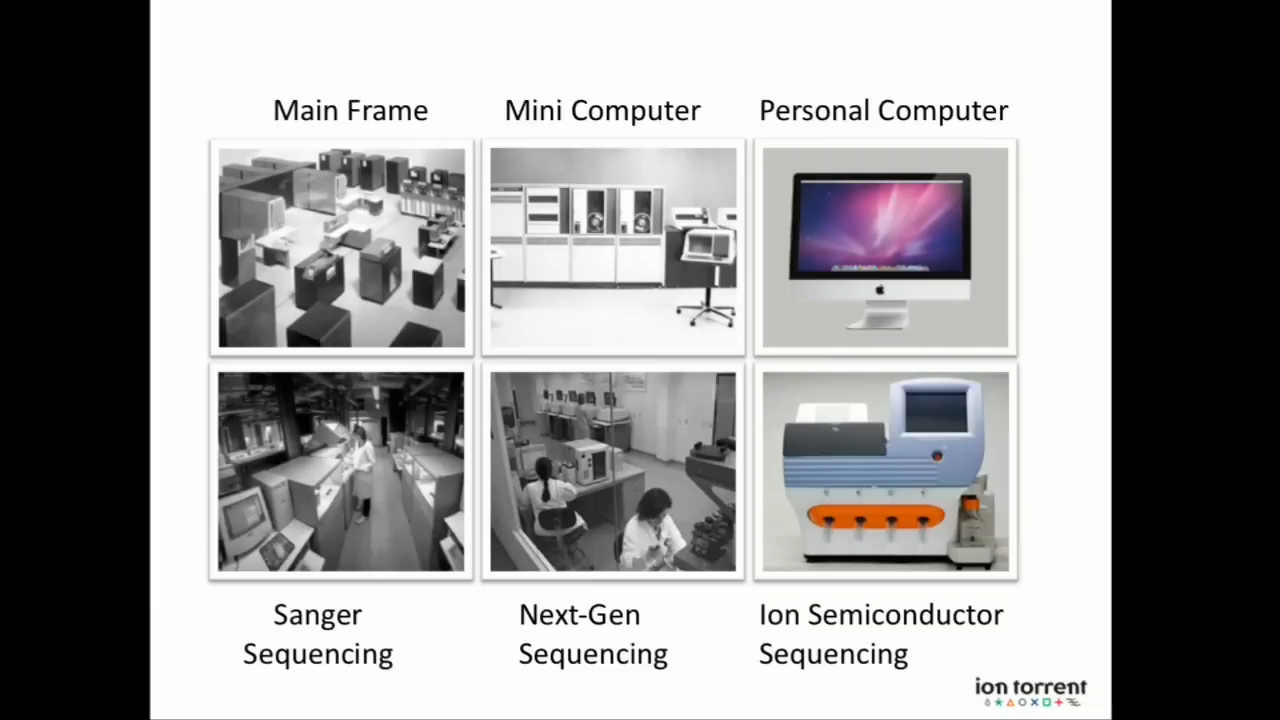 Main Frame
Mini Computer
Personal Computer
Sanger
Sequencing
Next-Gen
Sequencing
Ion Semiconductor
Sequencing
ion torrent